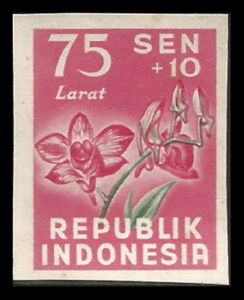 75 SEN
+10
Larat
REPUBLIK
INDONESIA